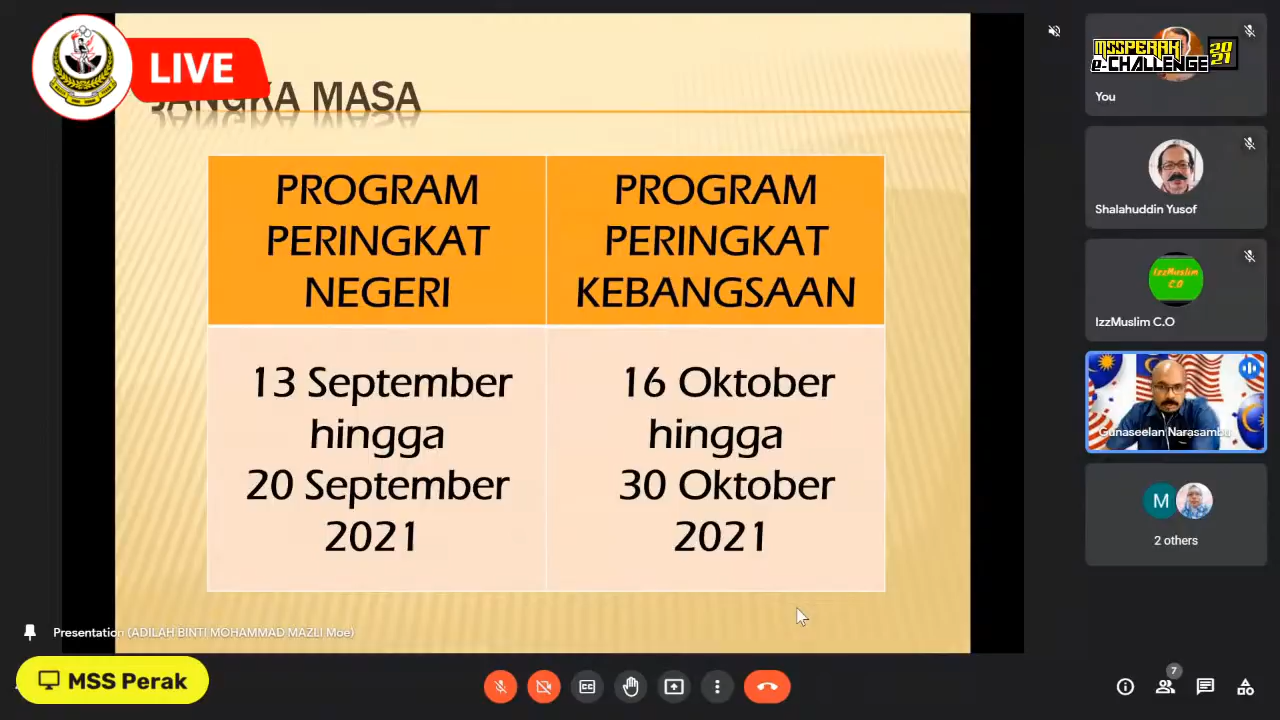 LIVE
JANGKA MASA
PROGRAM
PERINGKAT
NEGERI
PROGRAM
PERINGKAT
KEBANGSAAN
13 September
hingga
20 September
2021
16 Oktober
hingga
30 Oktober
2021
Presentation (ADILAH BINTI MOHAMMAD MAZLI Moe)
MSS Perak
MSSPERAK
@-CHALLENGE
2021
You
Shalahuddin Yusof
IzzMuslim
C.O
IzzMuslim C.O
Gunaseelan Narasambu
M
2 others
7